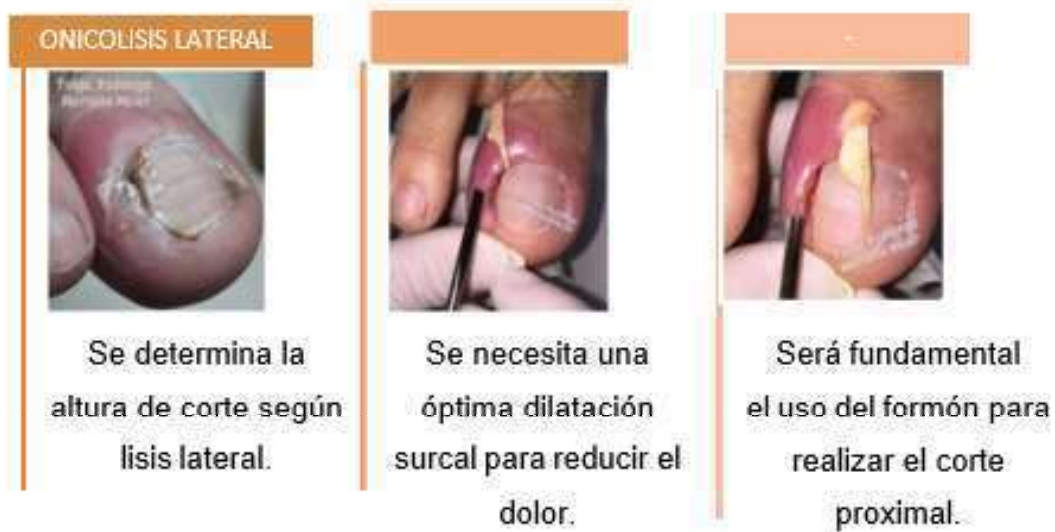 ONICOLISIS LATERAL
Se determina la
altura de corte según
lisis lateral.
Se necesita una
óptima dilatación
surcal para reducir el
dolor.
Será fundamental
el uso del formón para
realizar el corte
proximal.